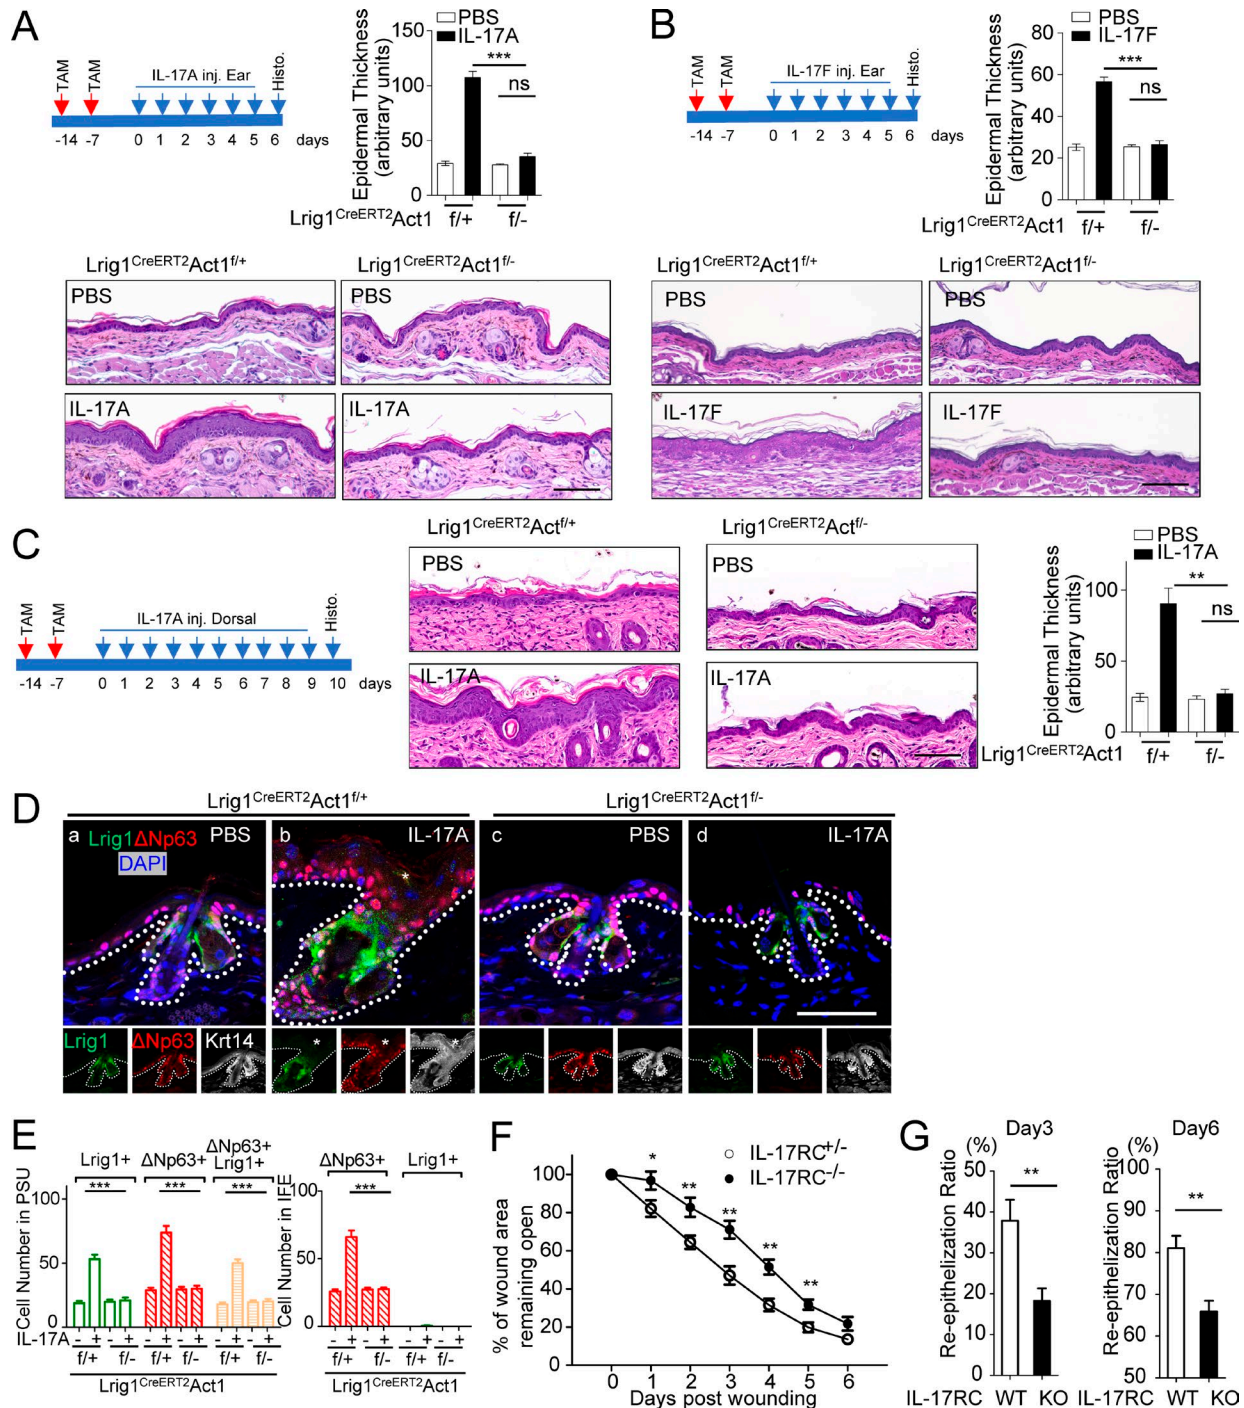 A
TAM
TAM
IL-17A inj. Ear
Histo.
-14 -7 0 1 2 3 4 5 6 days
Epidermal Thickness
(arbitrary units)
150
100
50
0
PBS
IL-17A
***
ns
Lrig1CreERT2Act1 f/+ f/-
Lrig1CreERT2Act1f/+
Lrig1CreERT2Act1f/-
PBS
PBS
IL-17A
IL-17A
B
TAM
TAM
IL-17F inj. Ear
Histo.
-14 -7 0 1 2 3 4 5 6 days
Epidermal Thickness
(arbitrary units)
80
60
40
20
0
PBS
IL-17F
***
ns
Lrig1CreERT2Act1 f/+ f/-
Lrig1CreERT2Act1f/+
Lrig1CreERT2Act1f/-
PBS
PBS
IL-17F
IL-17F
C
TAM
TAM
IL-17A inj. Dorsal
Histo.
-14 -7 0 1 2 3 4 5 6 7 8 9 10 days
Lrig1CreERT2Actf/+
Lrig1CreERT2Actf/-
PBS
PBS
IL-17A
IL-17A
Epidermal Thickness
(arbitrary units)
100
50
0
PBS
IL-17A
**
ns
Lrig1CreERT2Act1 f/+ f/-
D
Lrig1CreERT2Act1f/+
Lrig1CreERT2Act1f/-
a PBS
Lrig1ΔNp63
DAPI
b IL-17A
*
c PBS
d IL-17A
Lrig1 ΔNp63 Krt14
* * *
E
Cell Number in PSU
100
50
0
Lrig1+
ΔNp63+
ΔNp63+
Lrig1+
*** *** ***
IL-17A - + - + - + - + - + - +
f/+ f/- f/+ f/- f/+ f/-
Lrig1CreERT2Act1
Cell Number in IFE
100
50
0
ΔNp63+
Lrig1+
***
- + - + - + - +
f/+ f/- f/+ f/-
Lrig1CreERT2Act1
F
% of wound area
remaining open
100
80
60
40
20
0
IL-17RC+/-
IL-17RC-/-
* ** ** ** **
0 1 2 3 4 5 6
Days post wounding
G
Day3
(%)
Re-epithelization Ratio
50
40
30
20
10
0
**
IL-17RC WT KO
Day6
(%)
Re-epithelization Ratio
100
90
80
70
60
50
**
IL-17RC WT KO